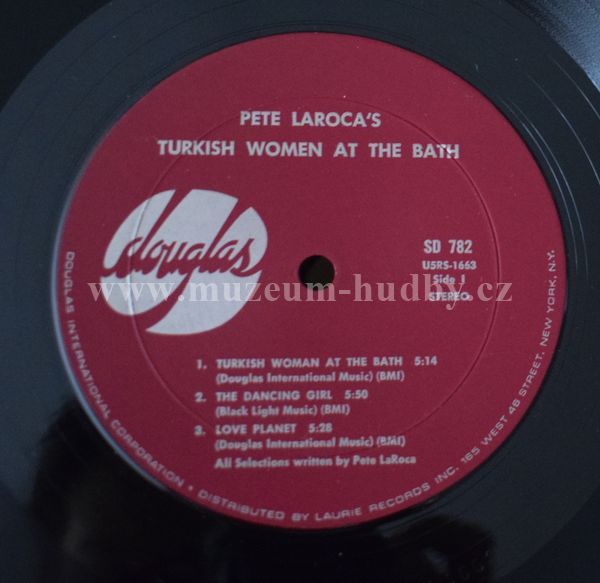 PETE LAROCA'S
TURKISH WOMEN AT THE BATH
douglas
SD 782
USRS-1663
Side 1
STEREO
www.muzeum-hudby.cz
1. TURKISH WOMAN AT THE BATH 5:14
(Douglas International Music) (BMI)
2. THE DANCING GIRL 5:50
(Black Light Music) (BMI)
3. LOVE PLANET 5:28
(Douglas International Music) (BMI)
All Selections written by Pete LaRoca
DOUGLAS INTERNATIONAL CORPORATION • DISTRIBUTED BY LAURIE RECORDS INC. 165 WEST 46 STREET, NEW YORK, N.Y.